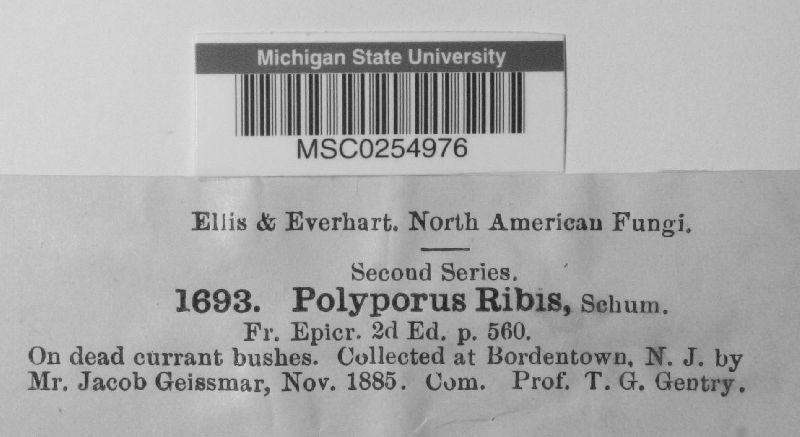 Michigan State University
MSC0254976
Ellis & Everhart. North American Fungi.
Second Series.
1693. Polyporus Ribis, Schum.
Fr. Epicr. 2d Ed. p. 560.
On dead currant bushes. Collected at Bordentown, N. J. by
Mr. Jacob Geissmar, Nov. 1885. Com. Prof. T. G. Gentry.